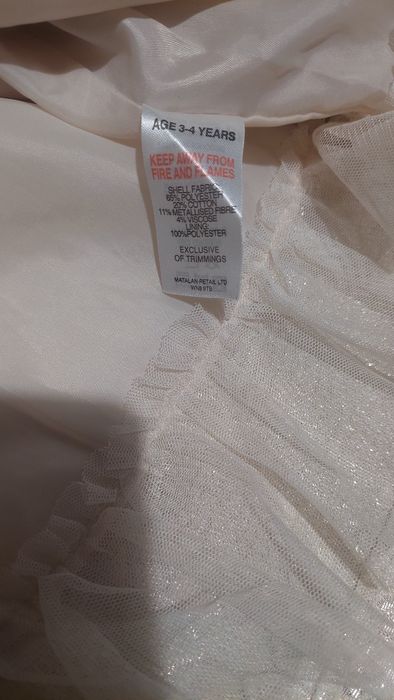 AGE 3-4 YEARS
KEEP AWAY FROM
FIRE AND FLAMES
SHELL FABRIC:
65% POLYESTER
20% COTTON
11% METALLISED FIBRE
4% VISCOSE
LINING:
100%POLYESTER
EXCLUSIVE
OF TRIMMINGS
MATALAN RETAIL LTD